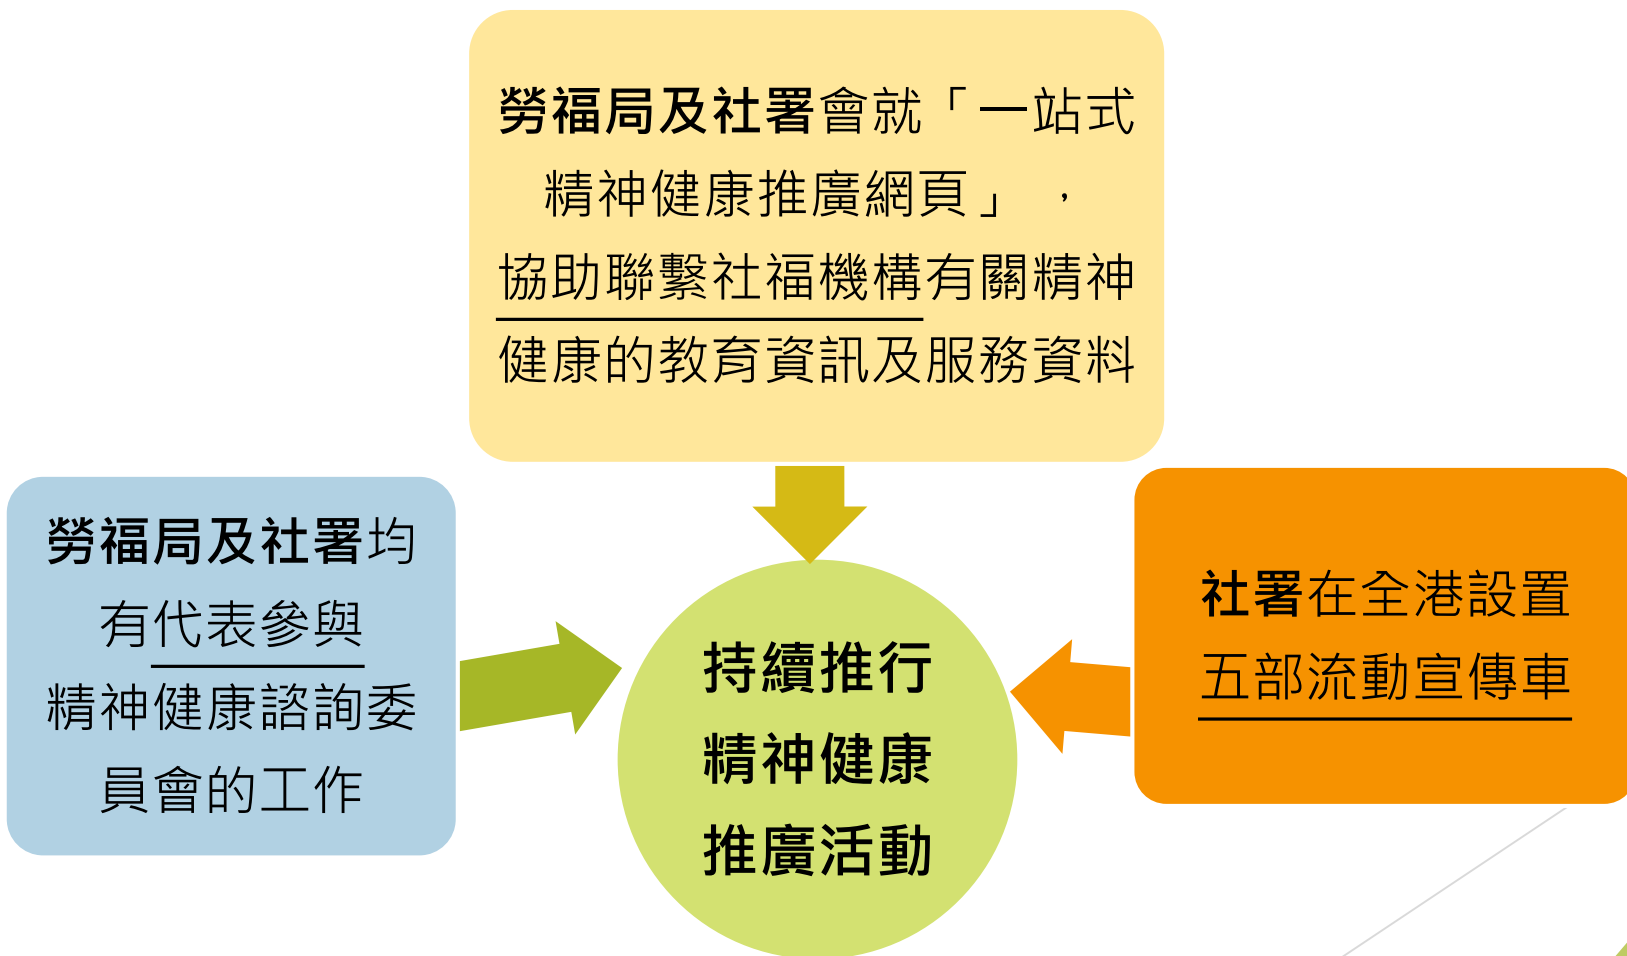 勞福局及社署會就「一站式
精神健康推廣網頁」，
協助聯繫社福機構有關精神
健康的教育資訊及服務資料
勞福局及社署均
有代表參與
精神健康諮詢委
員會的工作
持續推行
精神健康
推廣活動
社署在全港設置
五部流動宣傳車